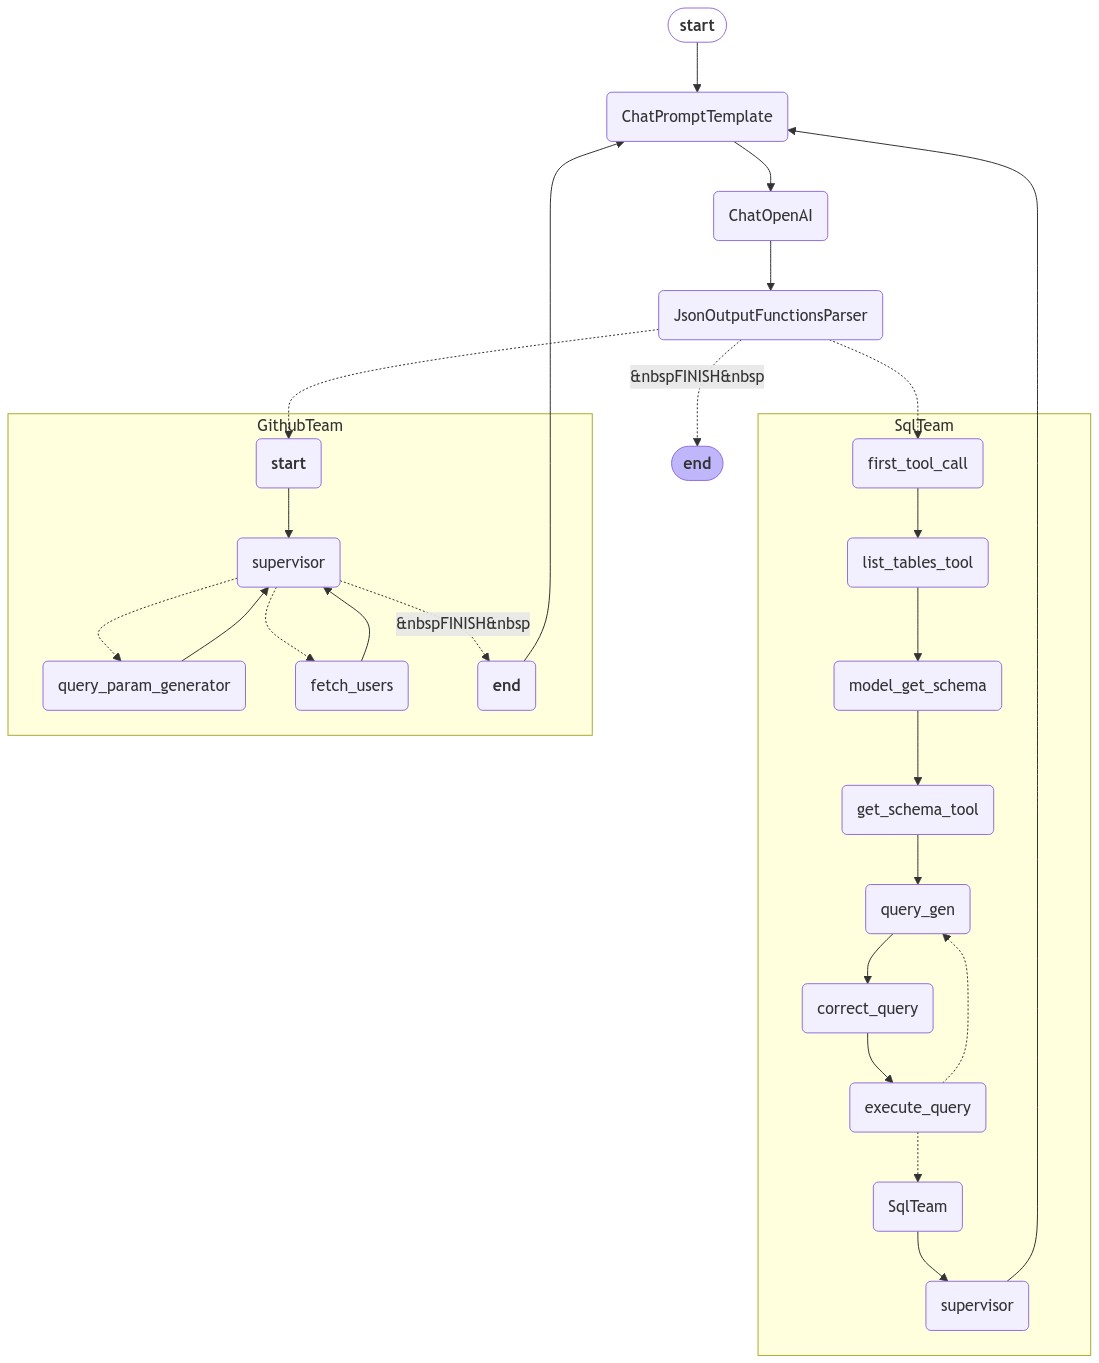 start
ChatPromptTemplate
ChatOpenAI
JsonOutputFunctionsParser
&nbspFINISH&nbsp
GithubTeam
start
supervisor
&nbspFINISH&nbsp
query_param_generator
fetch_users
end
end
SqlTeam
first_tool_call
list_tables_tool
model_get_schema
get_schema_tool
query_gen
correct_query
execute_query
SqlTeam
supervisor